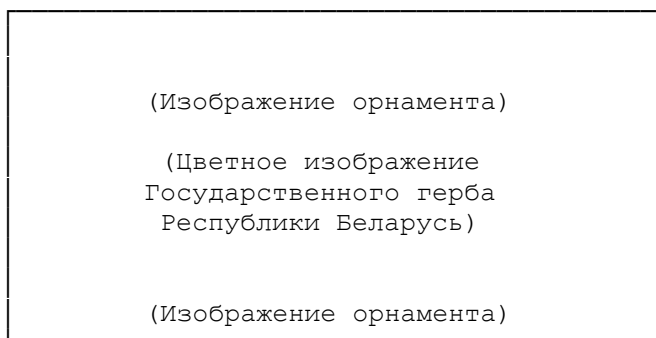 (Изображение орнамента)
(Цветное изображение
Государственного герба
Республики Беларусь)
(Изображение орнамента)